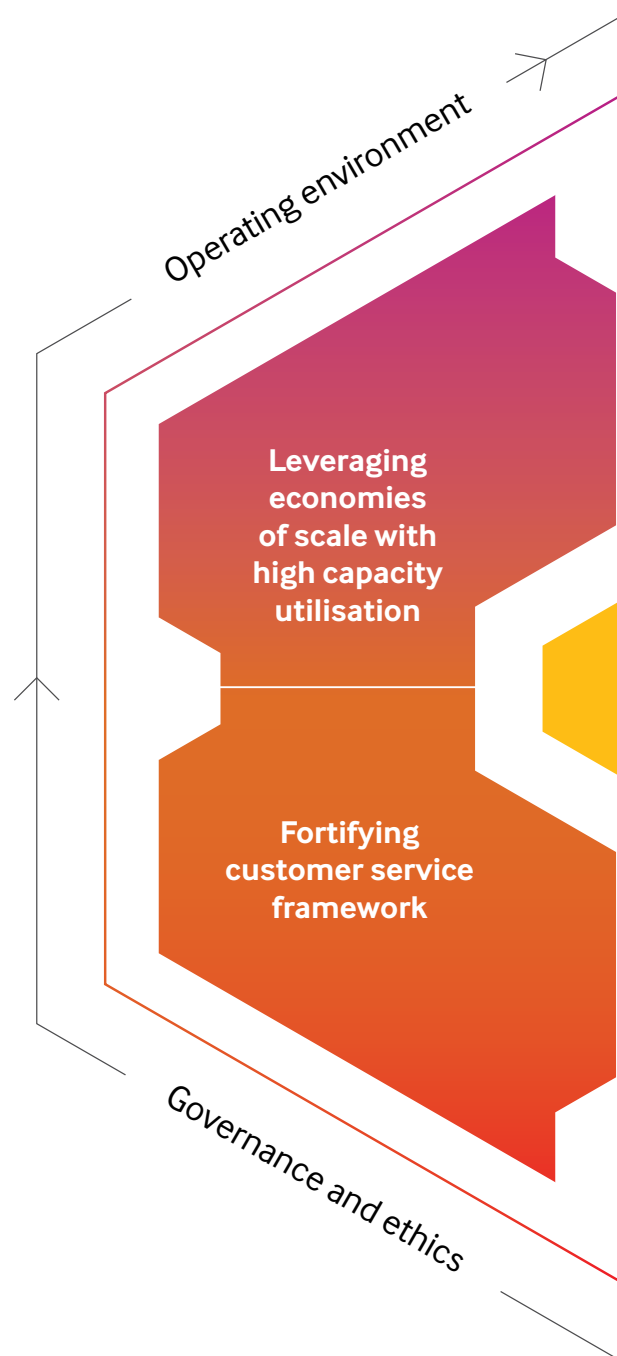 Operating environment
Leveraging
economies
of scale with
high capacity
utilisation
Fortifying
customer service
framework
Governance and ethics